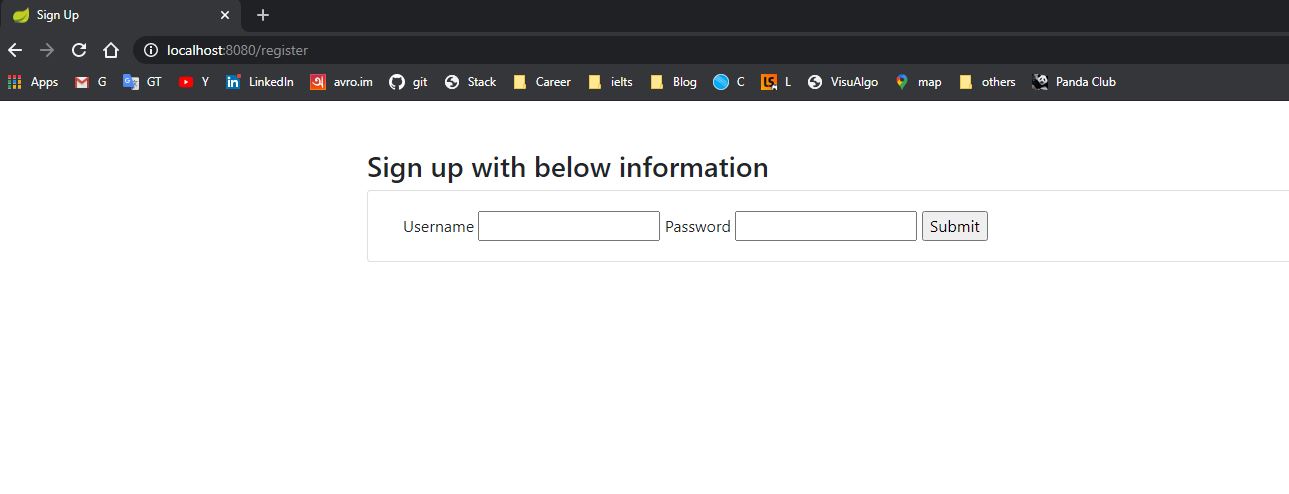 Sign Up
localhost:8080/register
Apps G GT Y LinkedIn avro.im git Stack Career ielts Blog C L VisuAlgo map others Panda Club
Sign up with below information
Username Password Submit